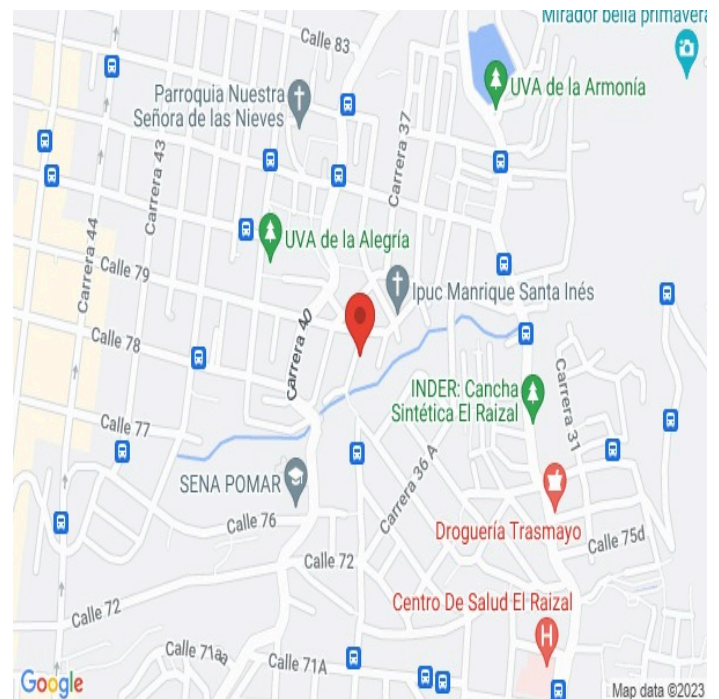 Mirador bella primavera
Calle 83
UVA de la Armonía
Parroquia Nuestra
Señora de las Nieves
Carrera 37
Carrera 43
Carrera 44
UVA de la Alegría
Calle 79
Ipuc Manrique Santa Inés
Carrera 40
Calle 78
INDER: Cancha
Sintética El Raizal
Carrera 31
Calle 77
SENA POMAR
Carrera 36 A
Calle 76
Droguería Trasmayo
Calle 75d
Calle 72
Centro De Salud El Raizal
Calle 72
H
Calle 71aa
Calle 71A
Google
Map data ©2023